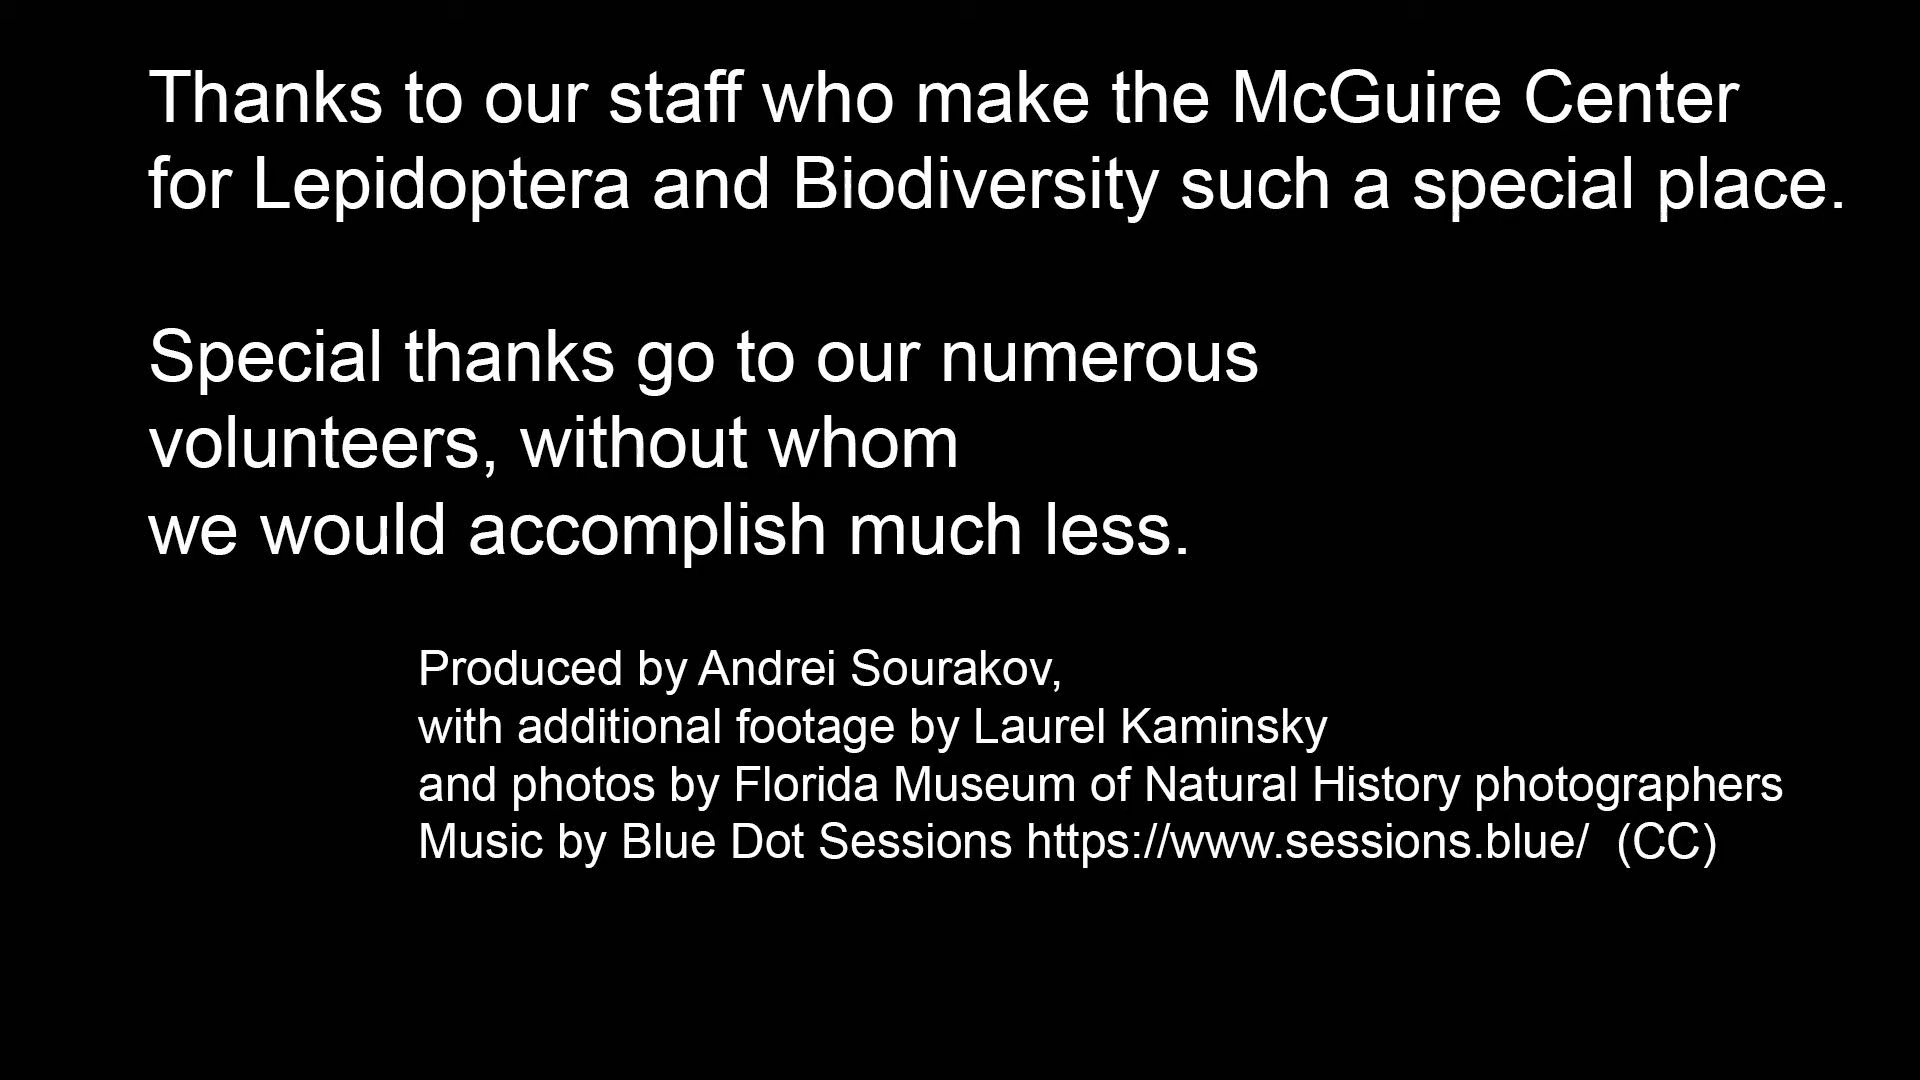 Thanks to our staff who make the McGuire Center
for Lepidoptera and Biodiversity such a special place.
Special thanks go to our numerous
volunteers, without whom
we would accomplish much less.
Produced by Andrei Sourakov,
with additional footage by Laurel Kaminsky
and photos by Florida Museum of Natural History photographers
Music by Blue Dot Sessions https://www.sessions.blue/  (CC)